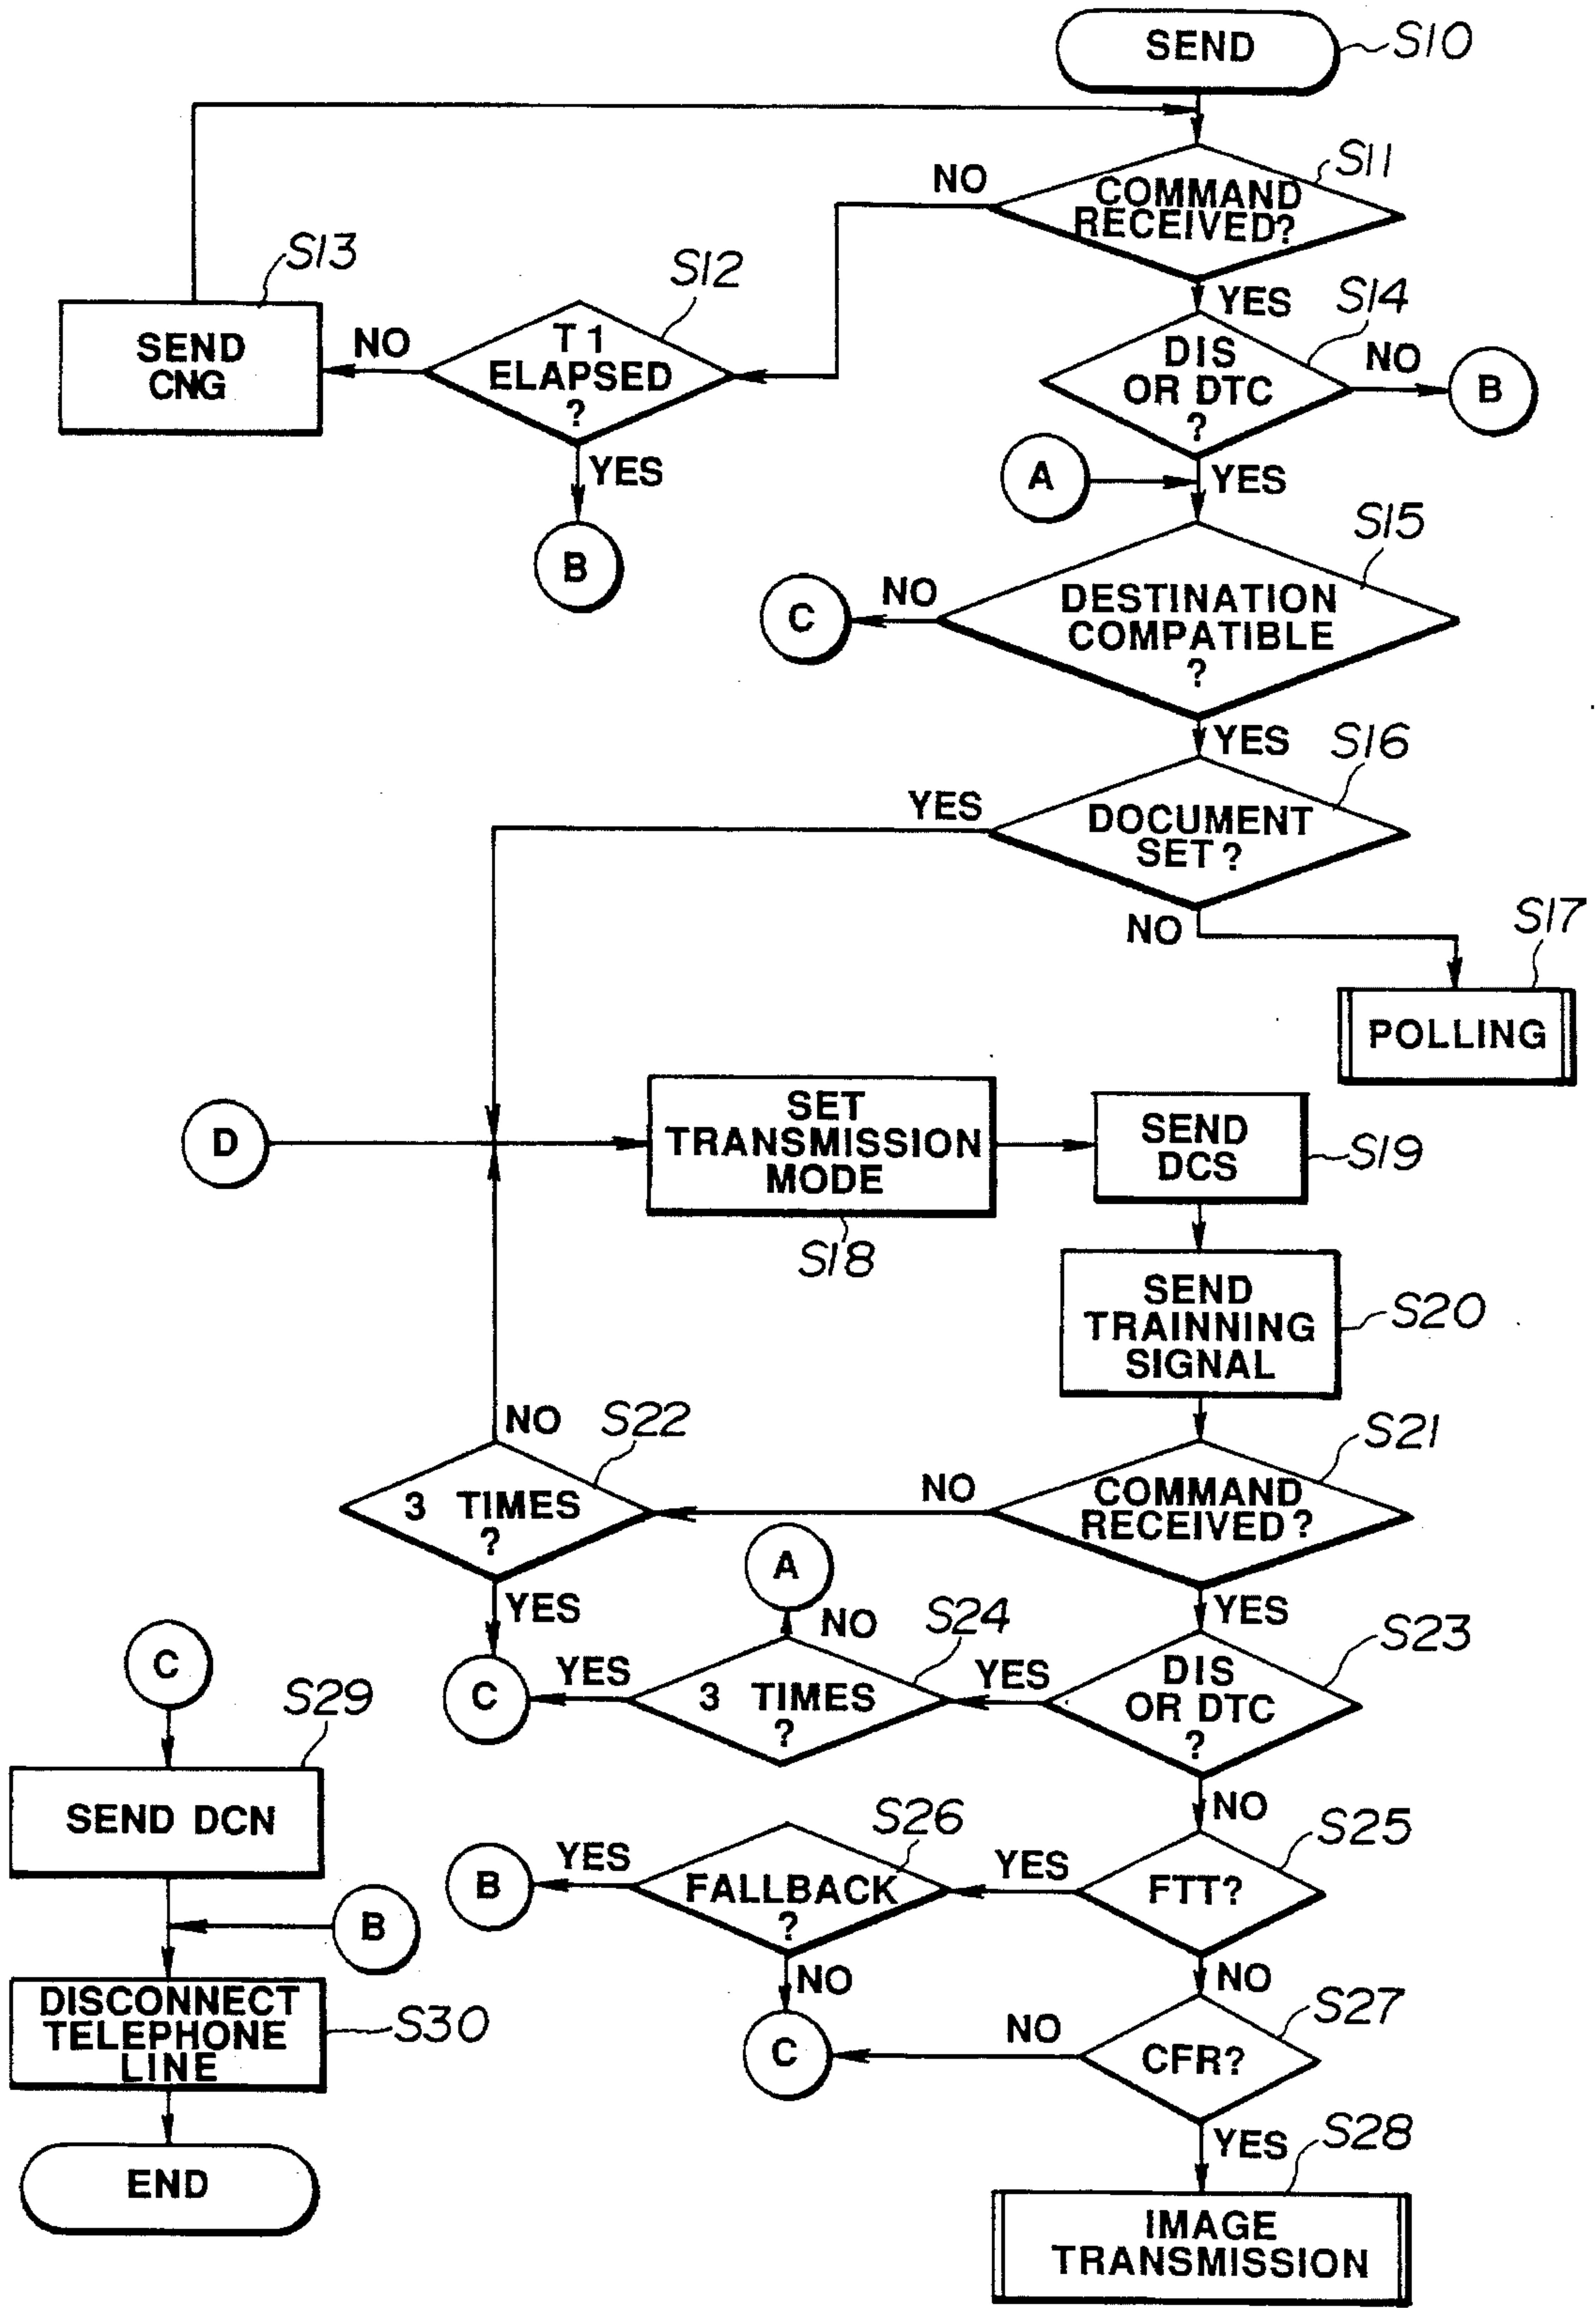 SEND
S10
COMMAND
RECEIVED?
S11
NO
YES
S13
SEND
CNG
NO
T1
ELAPSED
?
S12
YES
B
DIS
OR DTC
?
S14
NO
B
A
YES
DESTINATION
COMPATIBLE
?
S15
NO
C
YES
DOCUMENT
SET?
S16
YES
NO
S17
POLLING
D
SET
TRANSMISSION
MODE
S18
SEND
DCS
S19
SEND
TRAINNING
SIGNAL
S20
COMMAND
RECEIVED?
S21
NO
3 TIMES
?
S22
NO
YES
C
YES
DIS
OR DTC
?
S23
YES
3 TIMES
?
S24
NO
A
YES
NO
FTT?
S25
YES
FALLBACK
?
S26
YES
B
NO
C
NO
CFR?
S27
NO
YES
S28
IMAGE
TRANSMISSION
C
S29
SEND DCN
B
DISCONNECT
TELEPHONE
LINE
S30
END